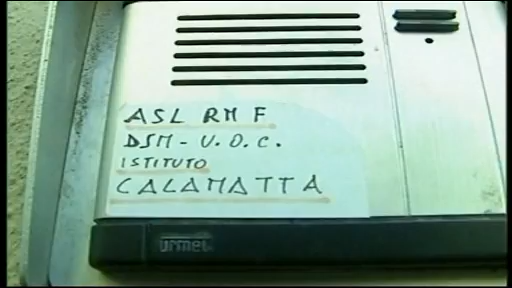 ASL RM F
DSM - U.O.C.
ISTITUTO
CALAMATTA
urmet